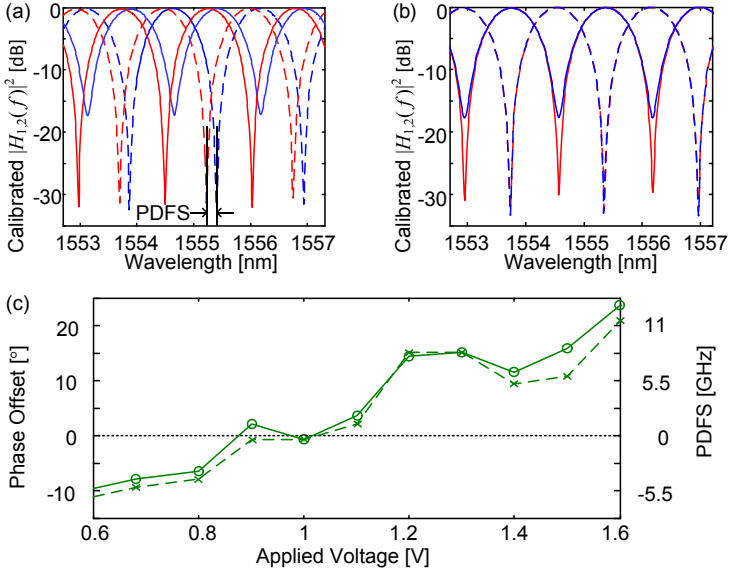 (a)
Calibrated |H1,2(f)|² [dB]
0
-10
-20
-30
PDFS
1553 1554 1555 1556 1557
Wavelength [nm]
(b)
Calibrated |H1,2(f)|² [dB]
0
-10
-20
-30
1553 1554 1555 1556 1557
Wavelength [nm]
(c)
Phase Offset [°]
20
10
0
-10
0.6 0.8 1 1.2 1.4 1.6
Applied Voltage [V]
11
5.5
0
-5.5
PDFS [GHz]